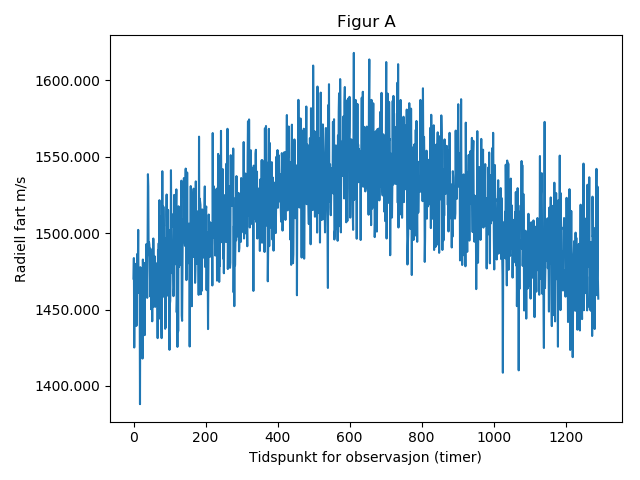 Figur A
1600.000
1550.000
1500.000
1450.000
1400.000
Radiell fart m/s
0 200 400 600 800 1000 1200
Tidspunkt for observasjon (timer)